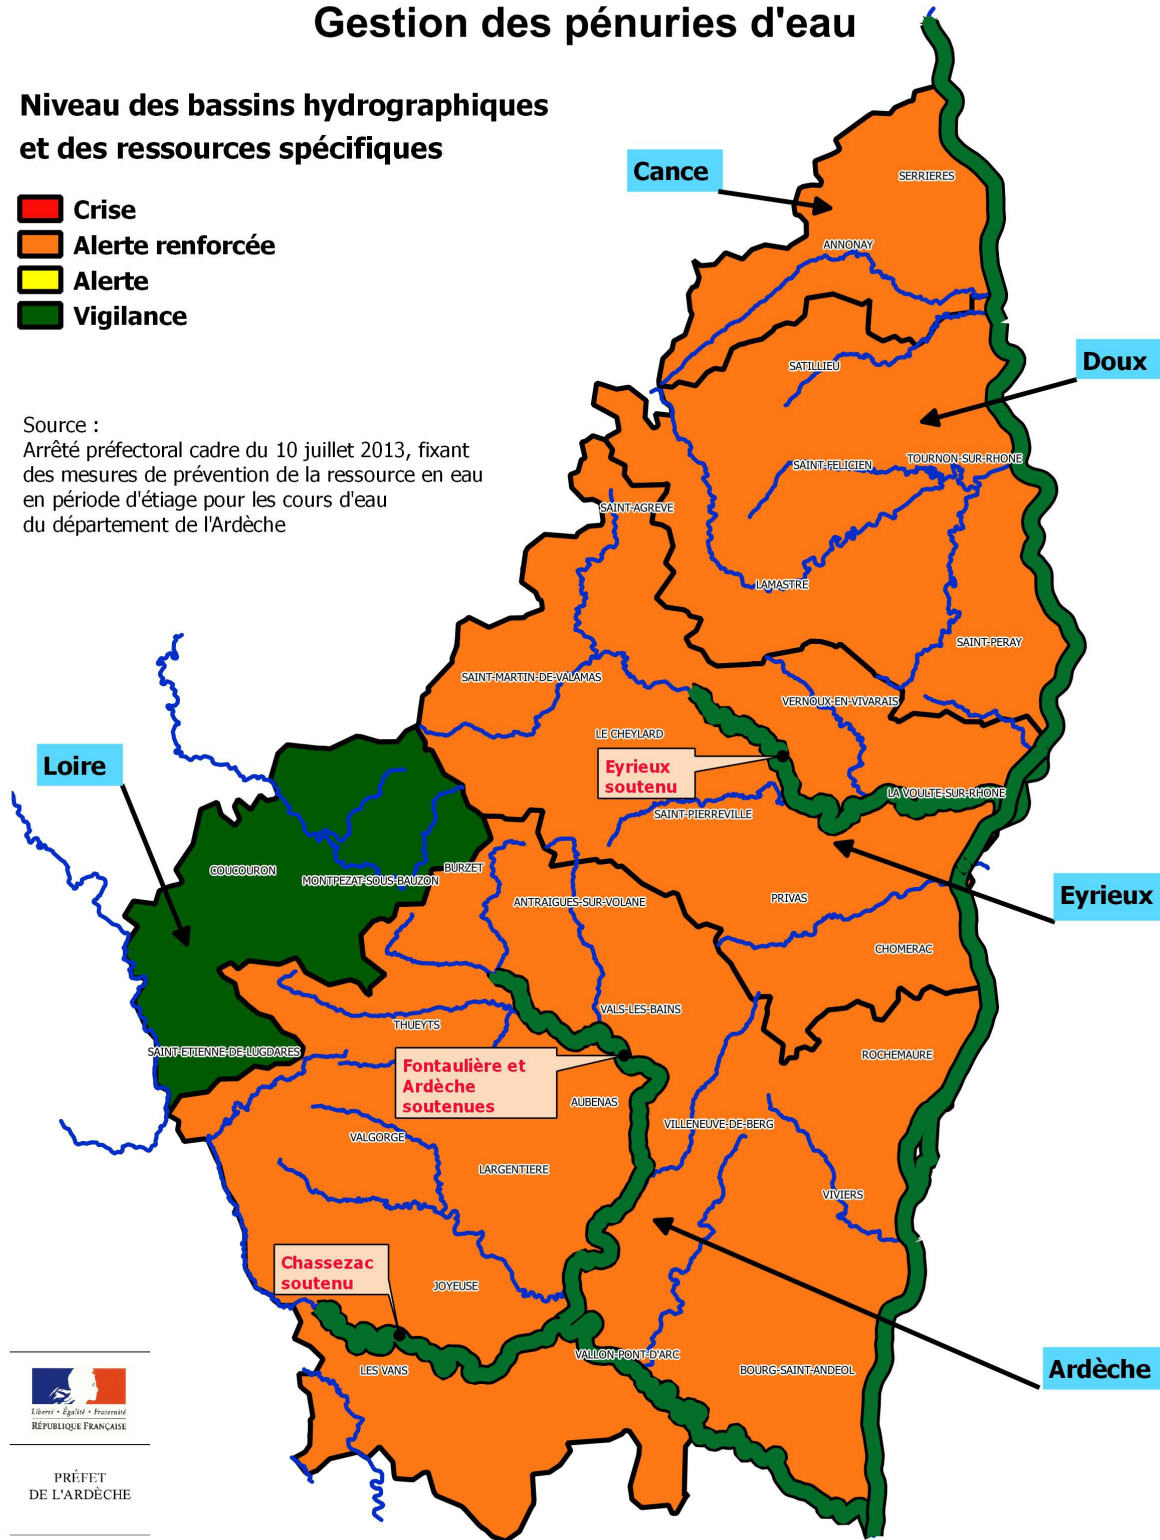 Gestion des pénuries d'eau
Niveau des bassins hydrographiques
et des ressources spécifiques
Crise
Alerte renforcée
Alerte
Vigilance
Source :
Arrêté préfectoral cadre du 10 juillet 2013, fixant
des mesures de prévention de la ressource en eau
en période d'étiage pour les cours d'eau
du département de l'Ardèche
Cance
SERRIERES
ANNONAY
Doux
SATILLIEU
TOURNON-SUR-RHONE
SAINT-FELICIEN
SAINT-AGREVE
LAMASTRE
SAINT-PERAY
SAINT-MARTIN-DE-VALAMAS
VERNOUX-EN-VIVARAIS
LE CHEYLARD
Eyrieux
soutenu
Loire
LA VOULTE-SUR-RHONE
SAINT-PIERREVILLE
COUCOURON
BURZET
MONTPEZAT-SOUS-BAUZON
ANTRAIGUES-SUR-VOLANE
PRIVAS
Eyrieux
CHOMERAC
VALS-LES-BAINS
THUEYTS
SAINT-ETIENNE-DE-LUGDARES
ROCHEMAURE
Fontaulière et
Ardèche
soutenues
AUBENAS
VILLENEUVE-DE-BERG
VALGORGE
LARGENTIERE
VIVIERS
Chassezac
soutenu
JOYEUSE
VALLON-PONT-D'ARC
LES VANS
BOURG-SAINT-ANDEOL
Ardèche
Liberté • Égalité • Fraternité
RÉPUBLIQUE FRANÇAISE
PRÉFET
DE L'ARDÈCHE